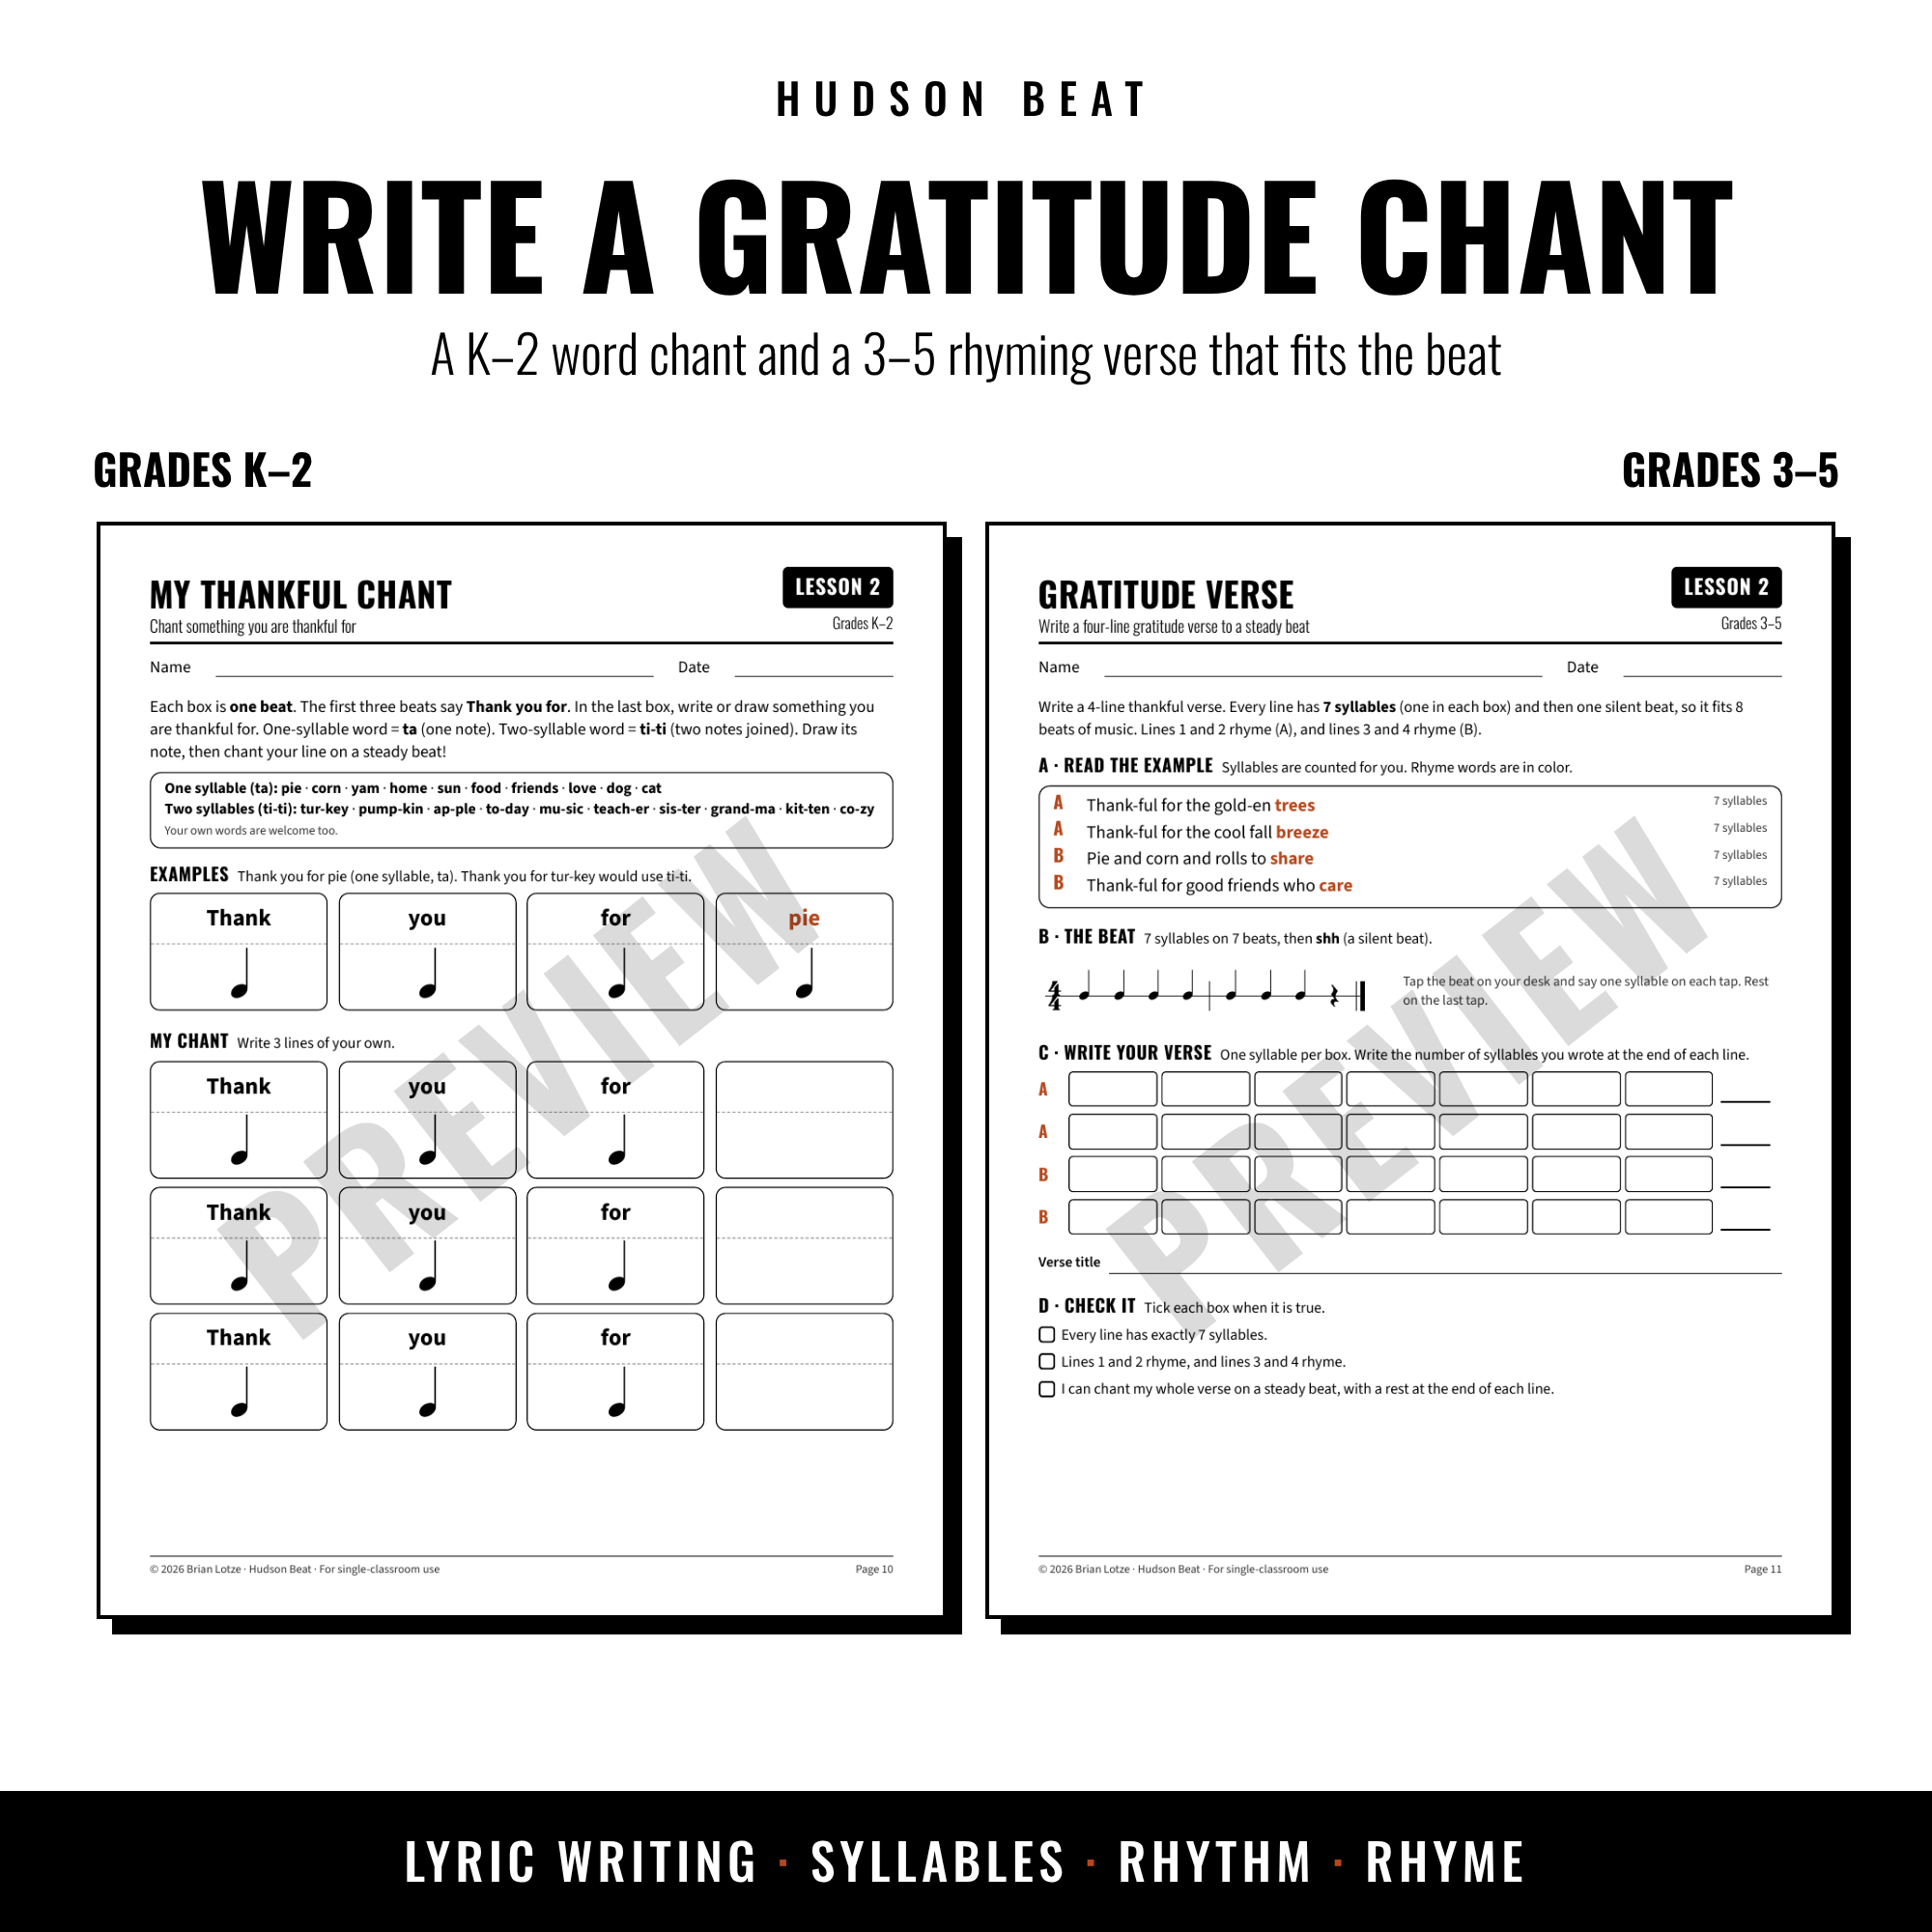 HUDSON BEAT
WRITE A GRATITUDE CHANT
A K–2 word chant and a 3–5 rhyming verse that fits the beat
GRADES K–2
GRADES 3–5
MY THANKFUL CHANT
LESSON 2
Chant something you are thankful for
Grades K–2
Name
Date
Each box is one beat. The first three beats say Thank you for. In the last box, write or draw something you
are thankful for. One-syllable word = ta (one note). Two-syllable word = ti-ti (two notes joined). Draw its
note, then chant your line on a steady beat!
One syllable (ta): pie · corn · yam · home · sun · food · friends · love · dog · cat
Two syllables (ti-ti): tur-key · pump-kin · ap-ple · to-day · mu-sic · teach-er · sis-ter · grand-ma · kit-ten · co-zy
Your own words are welcome too.
EXAMPLES Thank you for pie (one syllable, ta). Thank you for tur-key would use ti-ti.
Thank you for pie
MY CHANT Write 3 lines of your own.
Thank you for
Thank you for
Thank you for
PREVIEW
© 2026 Brian Lotze · Hudson Beat · For single-classroom use
Page 10
GRATITUDE VERSE
LESSON 2
Write a four-line gratitude verse to a steady beat
Grades 3–5
Name
Date
Write a 4-line thankful verse. Every line has 7 syllables (one in each box) and then one silent beat, so it fits 8
beats of music. Lines 1 and 2 rhyme (A), and lines 3 and 4 rhyme (B).
A · READ THE EXAMPLE Syllables are counted for you. Rhyme words are in color.
A Thank-ful for the gold-en trees 7 syllables
A Thank-ful for the cool fall breeze 7 syllables
B Pie and corn and rolls to share 7 syllables
B Thank-ful for good friends who care 7 syllables
B · THE BEAT 7 syllables on 7 beats, then shh (a silent beat).
4
4
Tap the beat on your desk and say one syllable on each tap. Rest
on the last tap.
C · WRITE YOUR VERSE One syllable per box. Write the number of syllables you wrote at the end of each line.
A
A
B
B
Verse title
D · CHECK IT Tick each box when it is true.
Every line has exactly 7 syllables.
Lines 1 and 2 rhyme, and lines 3 and 4 rhyme.
I can chant my whole verse on a steady beat, with a rest at the end of each line.
PREVIEW
© 2026 Brian Lotze · Hudson Beat · For single-classroom use
Page 11
LYRIC WRITING · SYLLABLES · RHYTHM · RHYME